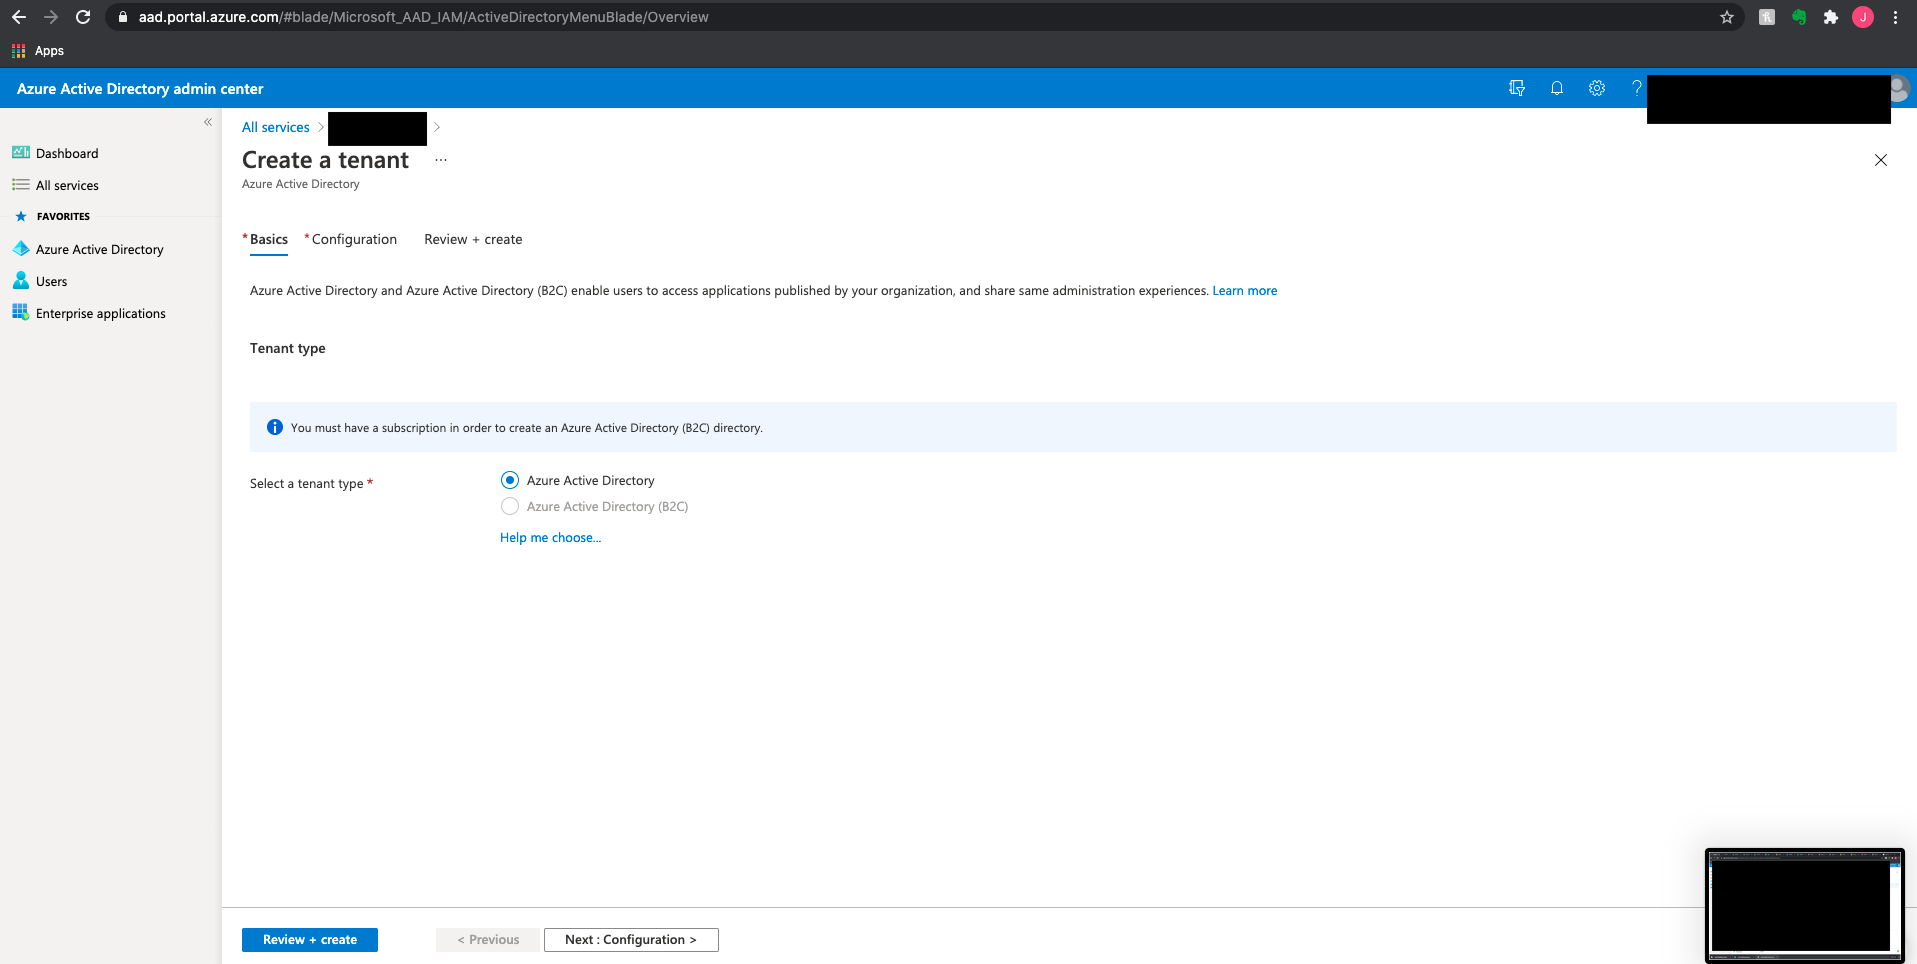 aad.portal.azure.com/#blade/Microsoft_AAD_IAM/ActiveDirectoryMenuBlade/Overview
J
Apps
Azure Active Directory admin center
?
«
All services > >
Create a tenant ...
Azure Active Directory
Dashboard
All services
FAVORITES
Azure Active Directory
Users
Enterprise applications
* Basics * Configuration Review + create
Azure Active Directory and Azure Active Directory (B2C) enable users to access applications published by your organization, and share same administration experiences. Learn more
Tenant type
You must have a subscription in order to create an Azure Active Directory (B2C) directory.
Select a tenant type *
Azure Active Directory
Azure Active Directory (B2C)
Help me choose...
Review + create < Previous Next : Configuration >